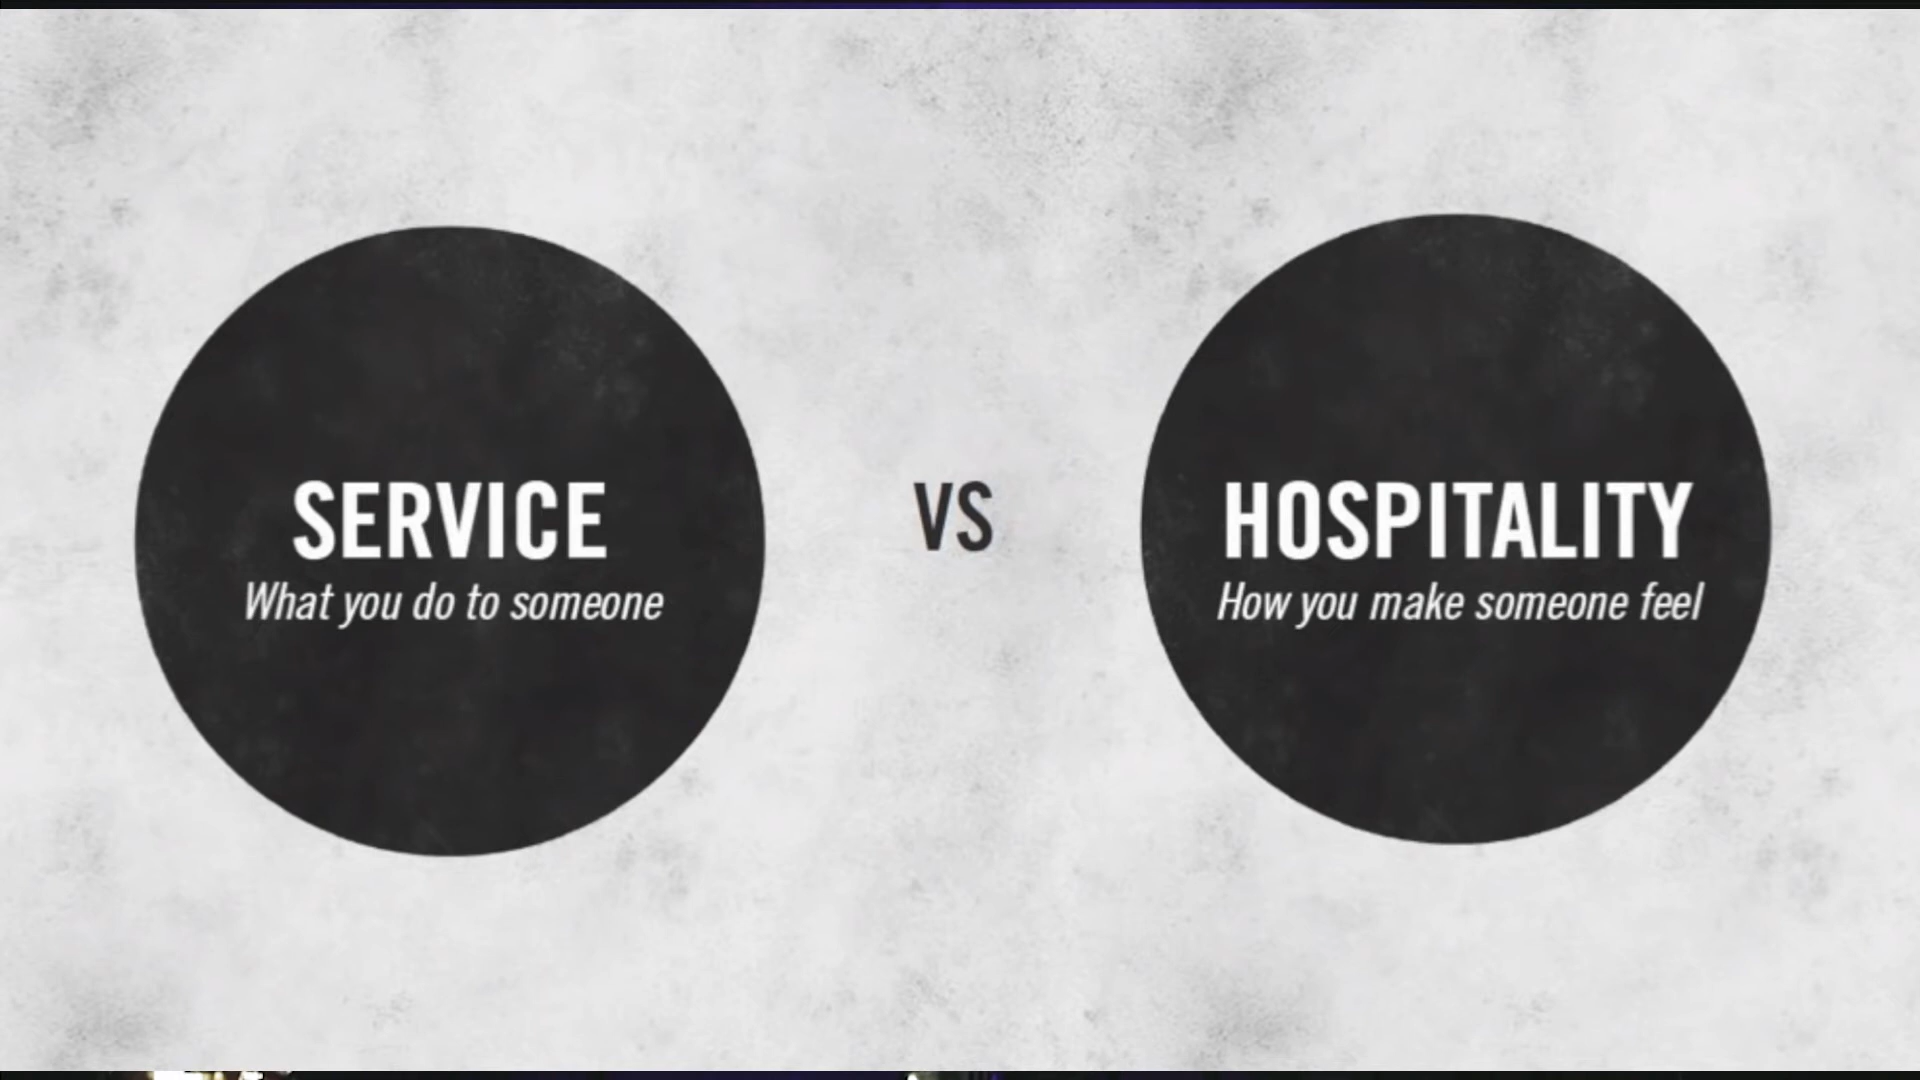 SERVICE
What you do to someone
VS
HOSPITALITY
How you make someone feel